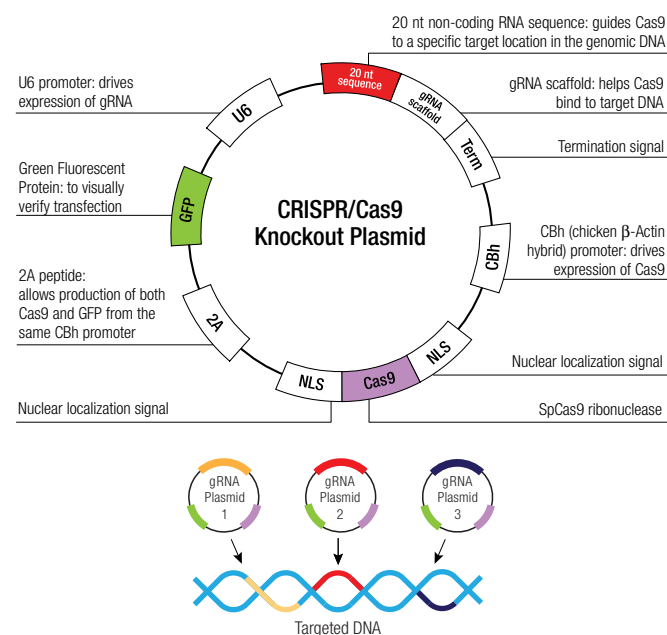 20 nt non-coding RNA sequence: guides Cas9
to a specific target location in the genomic DNA
U6 promoter: drives
expression of gRNA
gRNA scaffold: helps Cas9
bind to target DNA
Termination signal
Green Fluorescent
Protein: to visually
verify transfection
CBh (chicken β-Actin
hybrid) promoter: drives
expression of Cas9
2A peptide:
allows production of both
Cas9 and GFP from the
same CBh promoter
Nuclear localization signal
Nuclear localization signal
SpCas9 ribonuclease
20 nt
sequence
gRNA
scaffold
Term
CBh
NLS
Cas9
NLS
2A
GFP
U6
CRISPR/Cas9
Knockout Plasmid
gRNA
Plasmid
1
gRNA
Plasmid
2
gRNA
Plasmid
3
Targeted DNA